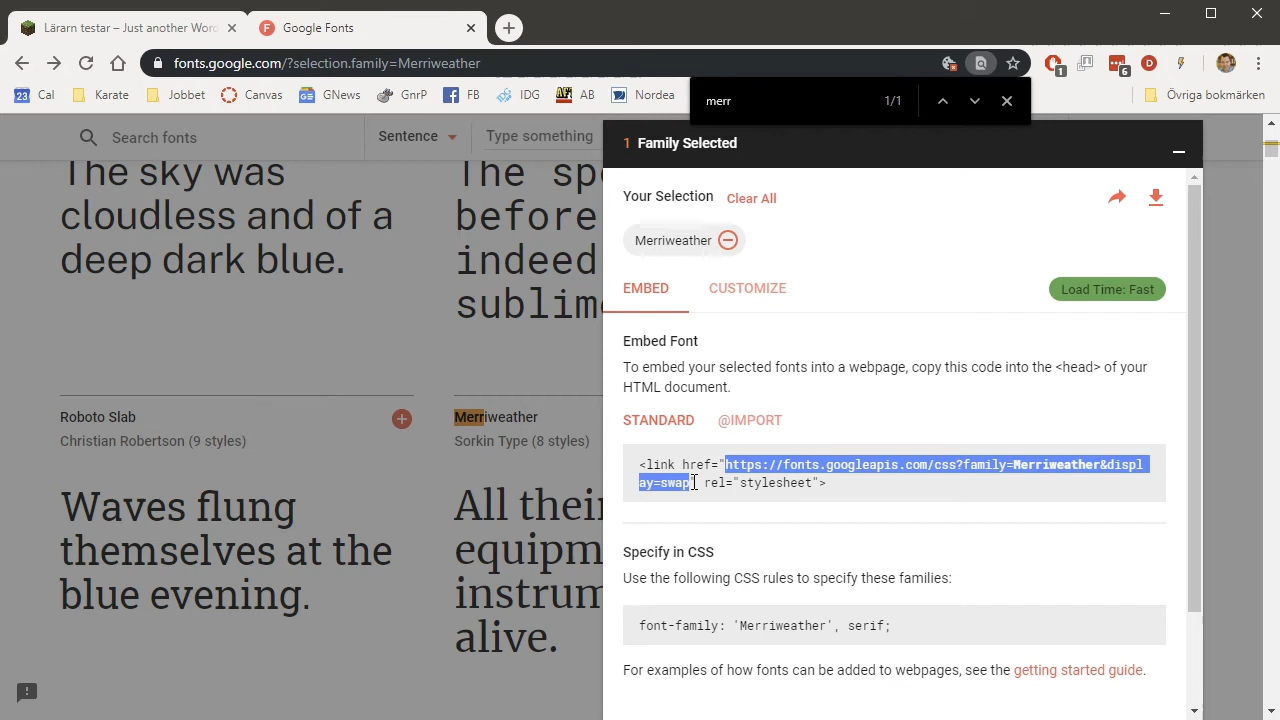 Lärarn testar – Just another Wor
Google Fonts
fonts.google.com/?selection.family=Merriweather
1
6
D
23 Cal
Karate
Jobbet
Canvas
GNews
GnrP
FB
IDG
AB
Nordea
Övriga bokmärken
merr
1/1
Search fonts
Sentence
Type something
1 Family Selected
The sky was
cloudless and of a
deep dark blue.
The spe
before
indeed
sublim
Your Selection
Clear All
Merriweather
EMBED
CUSTOMIZE
Load Time: Fast
Embed Font
To embed your selected fonts into a webpage, copy this code into the <head> of your
HTML document.
STANDARD
@IMPORT
<link href="https://fonts.googleapis.com/css?family=Merriweather&displ
ay=swap" rel="stylesheet">
Specify in CSS
Use the following CSS rules to specify these families:
font-family: 'Merriweather', serif;
For examples of how fonts can be added to webpages, see the getting started guide.
Roboto Slab
Christian Robertson (9 styles)
Waves flung
themselves at the
blue evening.
Merriweather
Sorkin Type (8 styles)
All thei
equipm
instrum
alive.